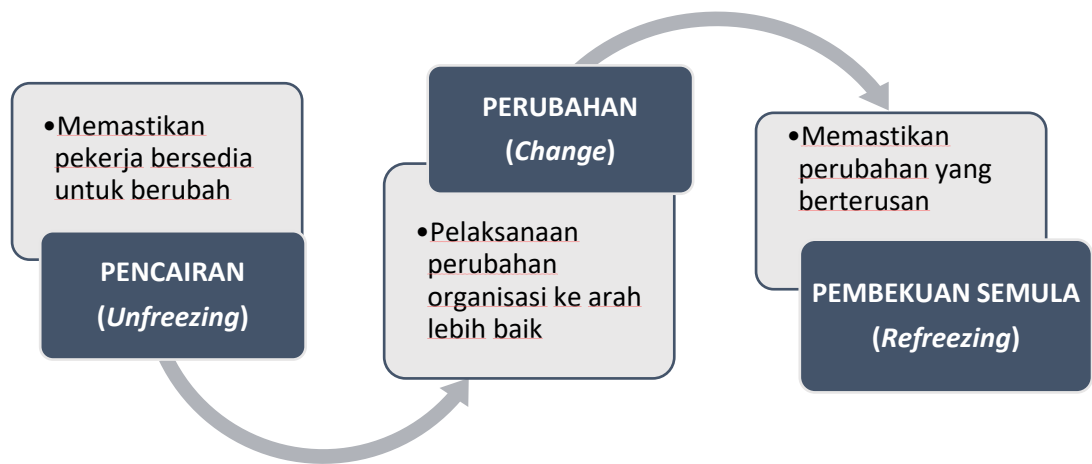 •Memastikan
pekerja bersedia
untuk berubah
PENCAIRAN
(Unfreezing)
PERUBAHAN
(Change)
•Pelaksanaan
perubahan
organisasi ke arah
lebih baik
•Memastikan
perubahan yang
berterusan
PEMBEKUAN SEMULA
(Refreezing)